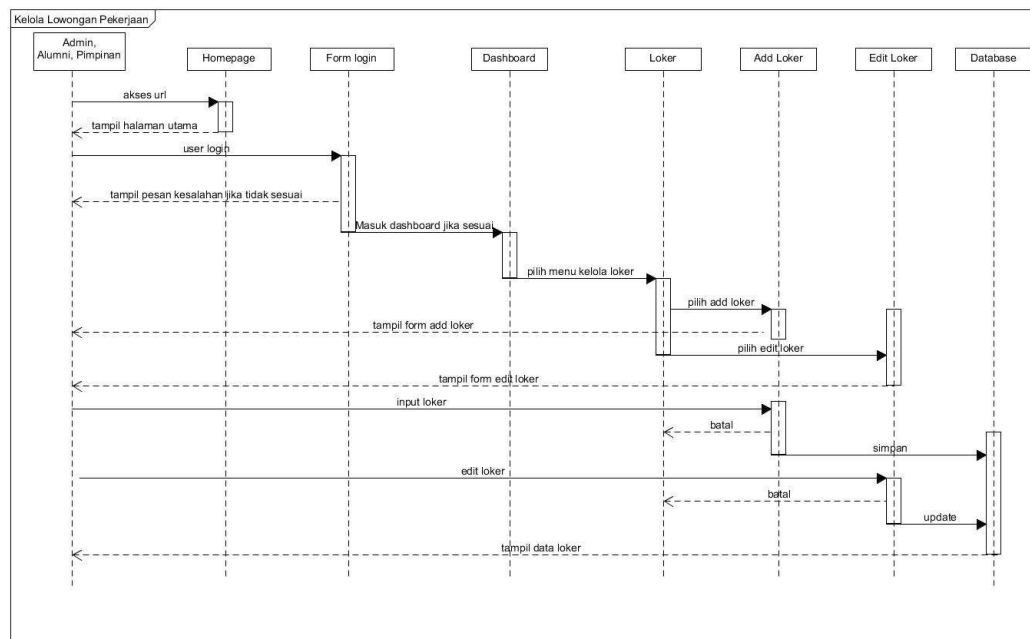 Kelola Lowongan Pekerjaan
Admin,
Alumni, Pimpinan
Homepage
Form login
Dashboard
Loker
Add Loker
Edit Loker
Database
akses url
tampil halaman utama
user login
tampil pesan kesalahan jika tidak sesuai
Masuk dashboard jika sesuai
pilih menu kelola loker
pilih add loker
tampil form add loker
pilih edit loker
tampil form edit loker
input loker
batal
simpan
edit loker
batal
update
tampil data loker